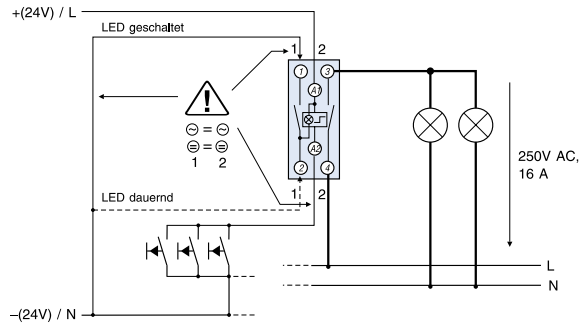 +(24V) / L
LED geschaltet
1 2
1 3
A1
~ = ~
= = =
1 2
A2
2 4
LED dauernd
1 2
250V AC,
16 A
L
N
–(24V) / N